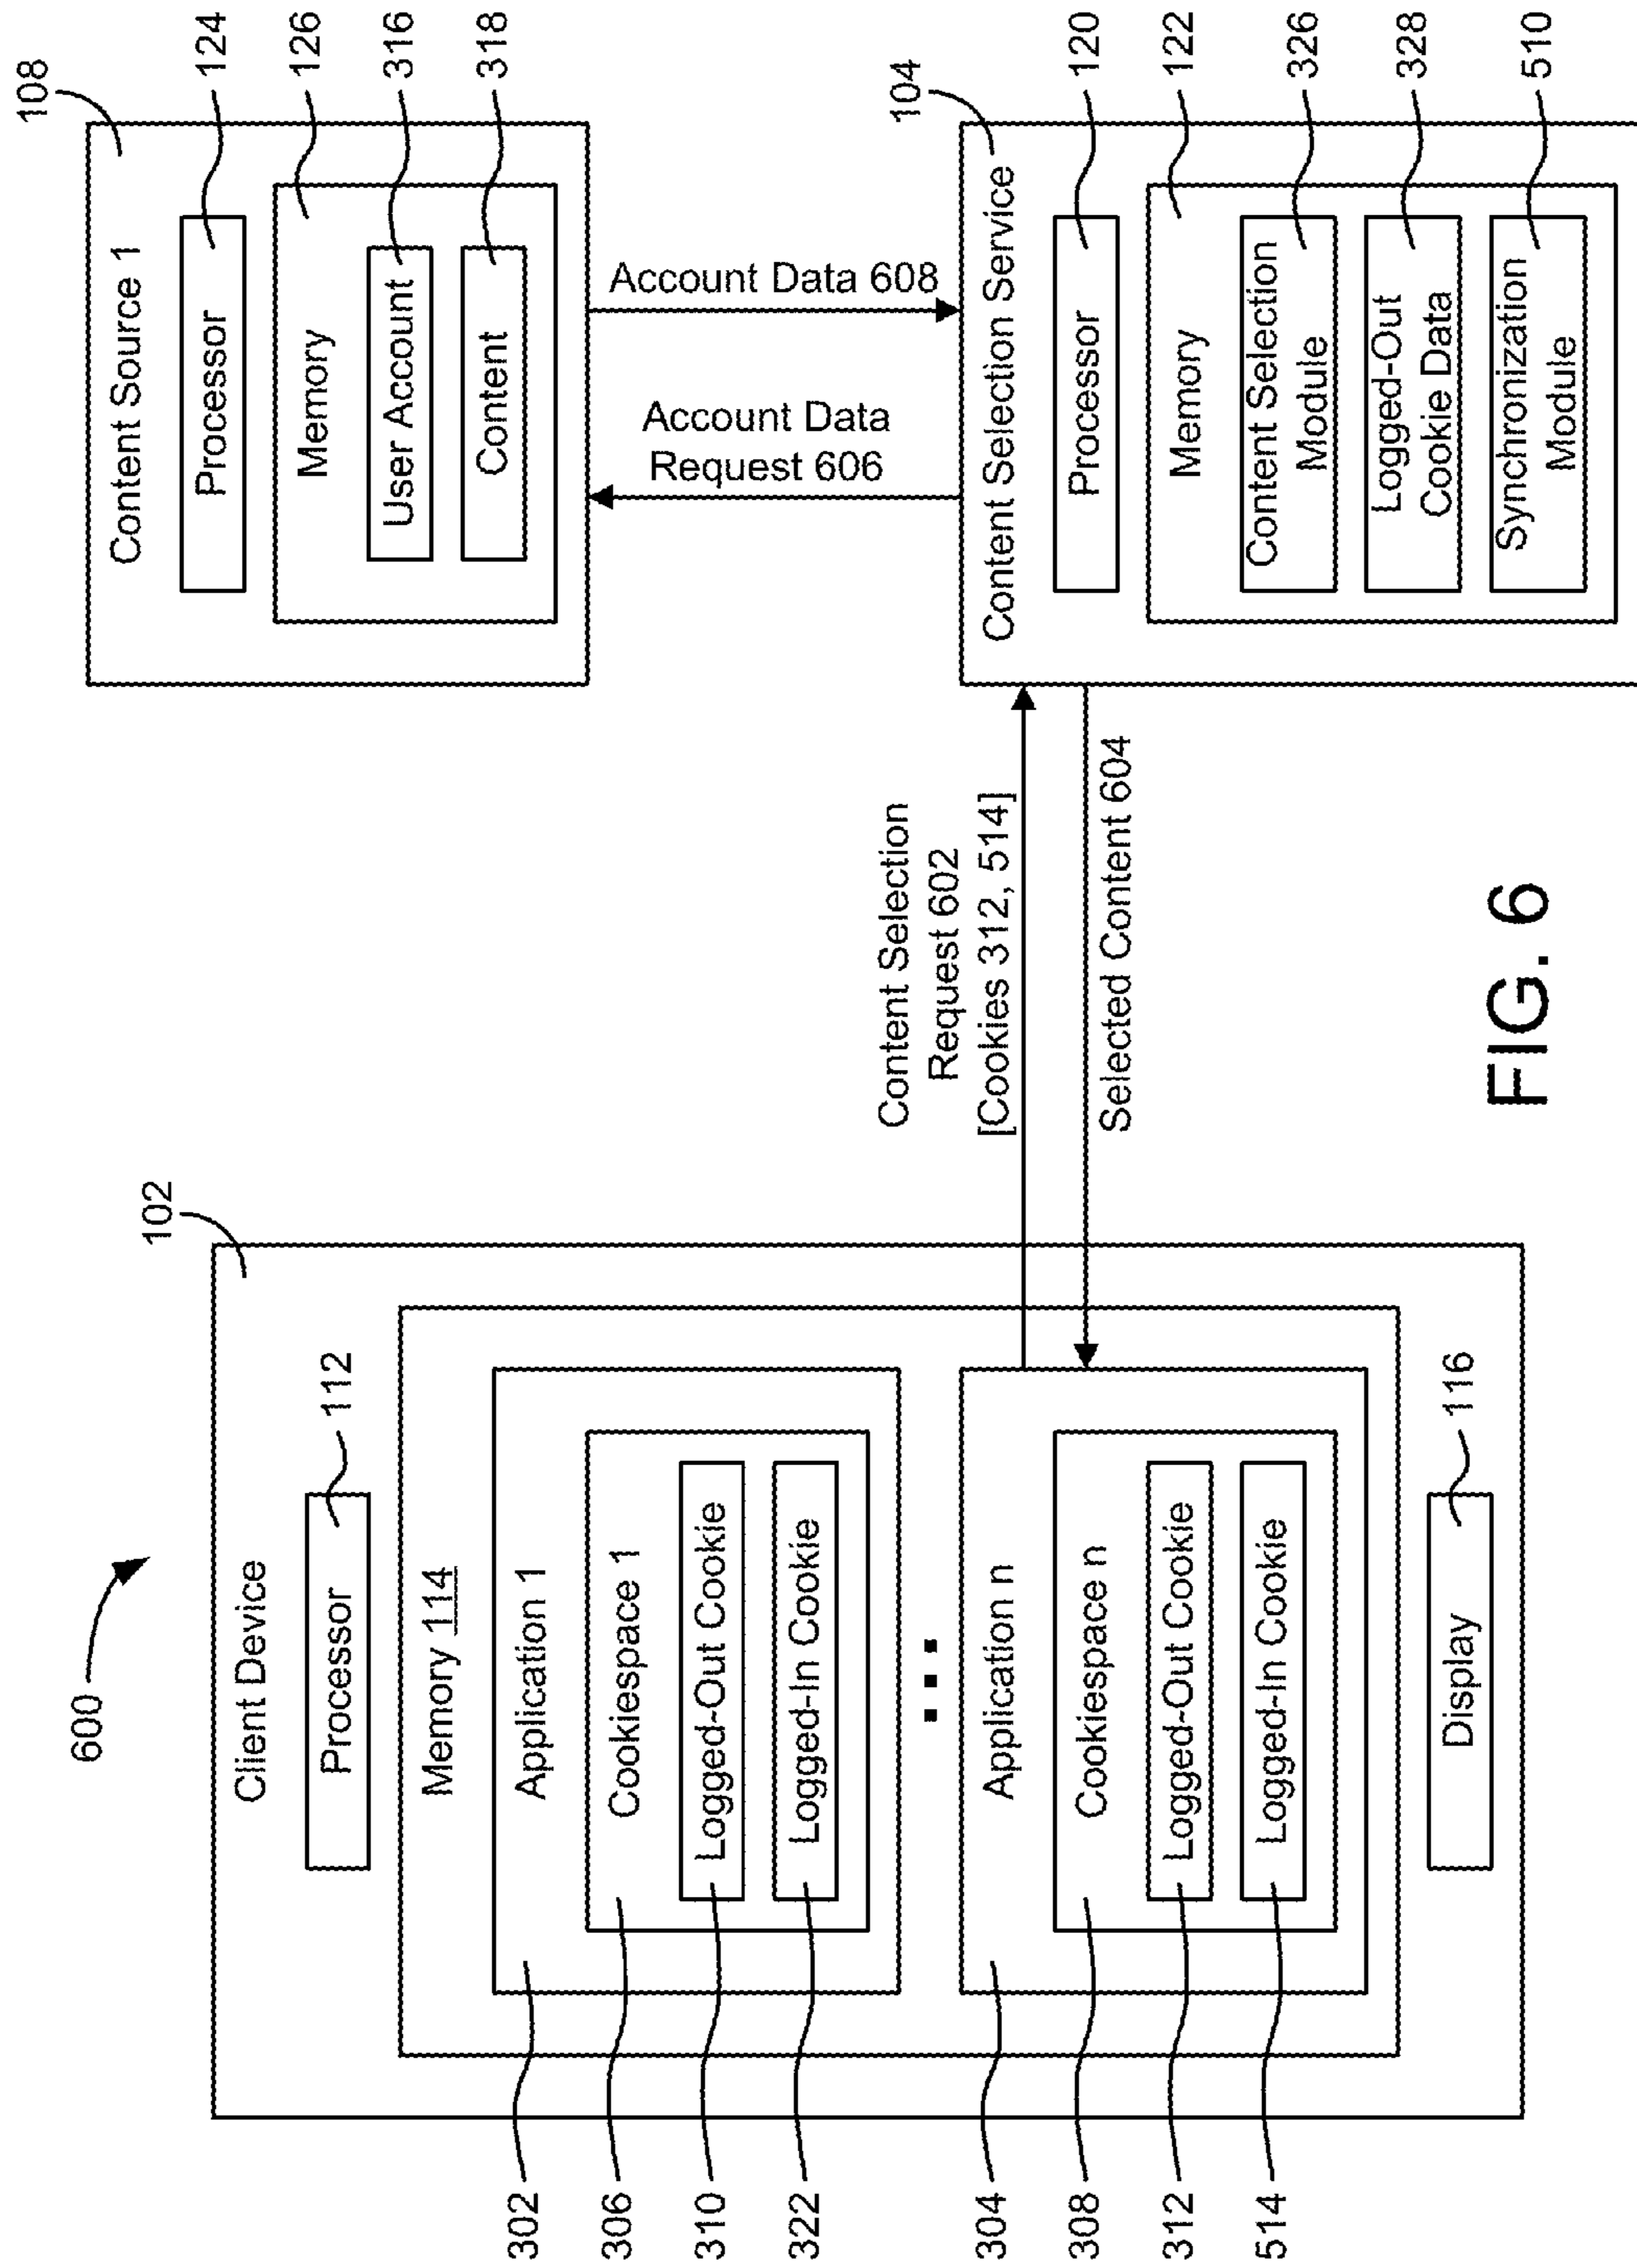 600
Client Device
102
Processor
112
Memory 114
Application 1
302
Cookiespace 1
306
Logged-Out Cookie
310
Logged-In Cookie
322
Application n
304
Cookiespace n
308
Logged-Out Cookie
312
Logged-In Cookie
514
Display
116
Content Selection
Request 602
[Cookies 312, 514]
Selected Content 604
Content Source 1
108
Processor
124
Memory
126
User Account
316
Content
318
Account Data
Request 606
Account Data 608
Content Selection Service
104
Processor
120
Memory
122
Content Selection
Module
326
Logged-Out
Cookie Data
328
Synchronization
Module
510
FIG. 6